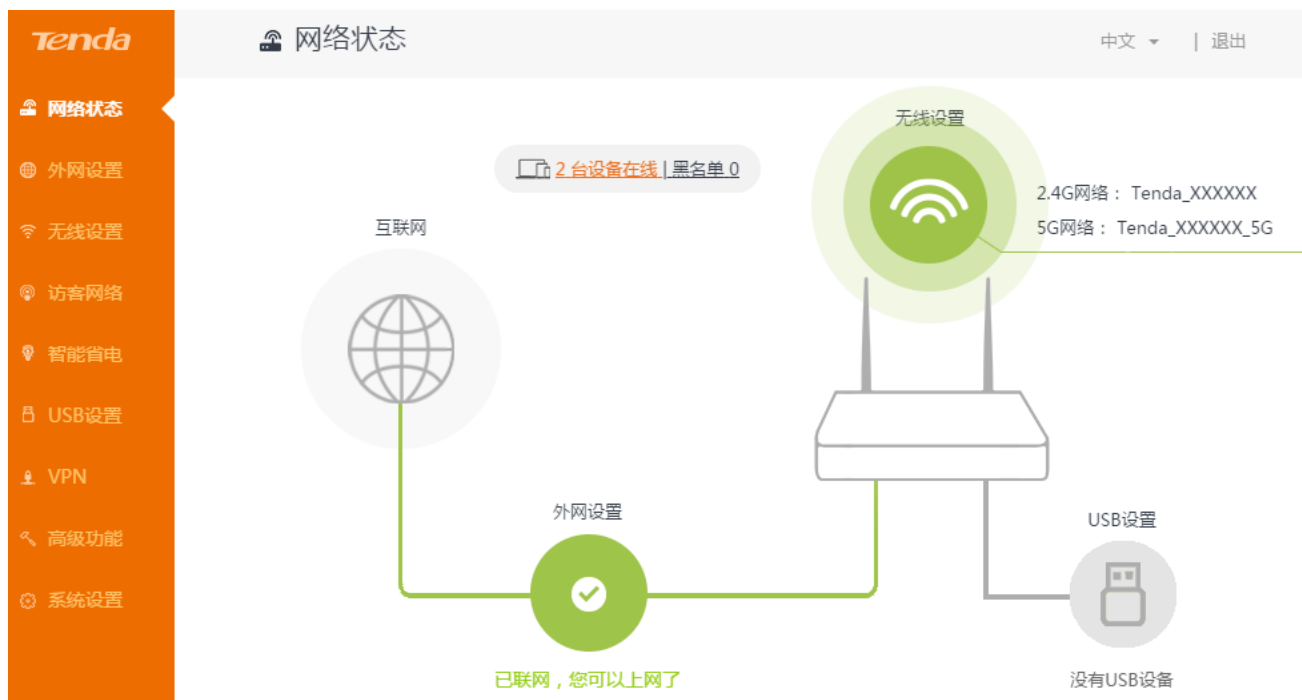 Tenda
网络状态
中文 | 退出
网络状态
外网设置
无线设置
访客网络
智能省电
USB设置
VPN
高级功能
系统设置
无线设置
2 台设备在线 | 黑名单 0
2.4G网络： Tenda_XXXXXX
5G网络： Tenda_XXXXXX_5G
互联网
外网设置
已联网，您可以上网了
USB设置
没有USB设备